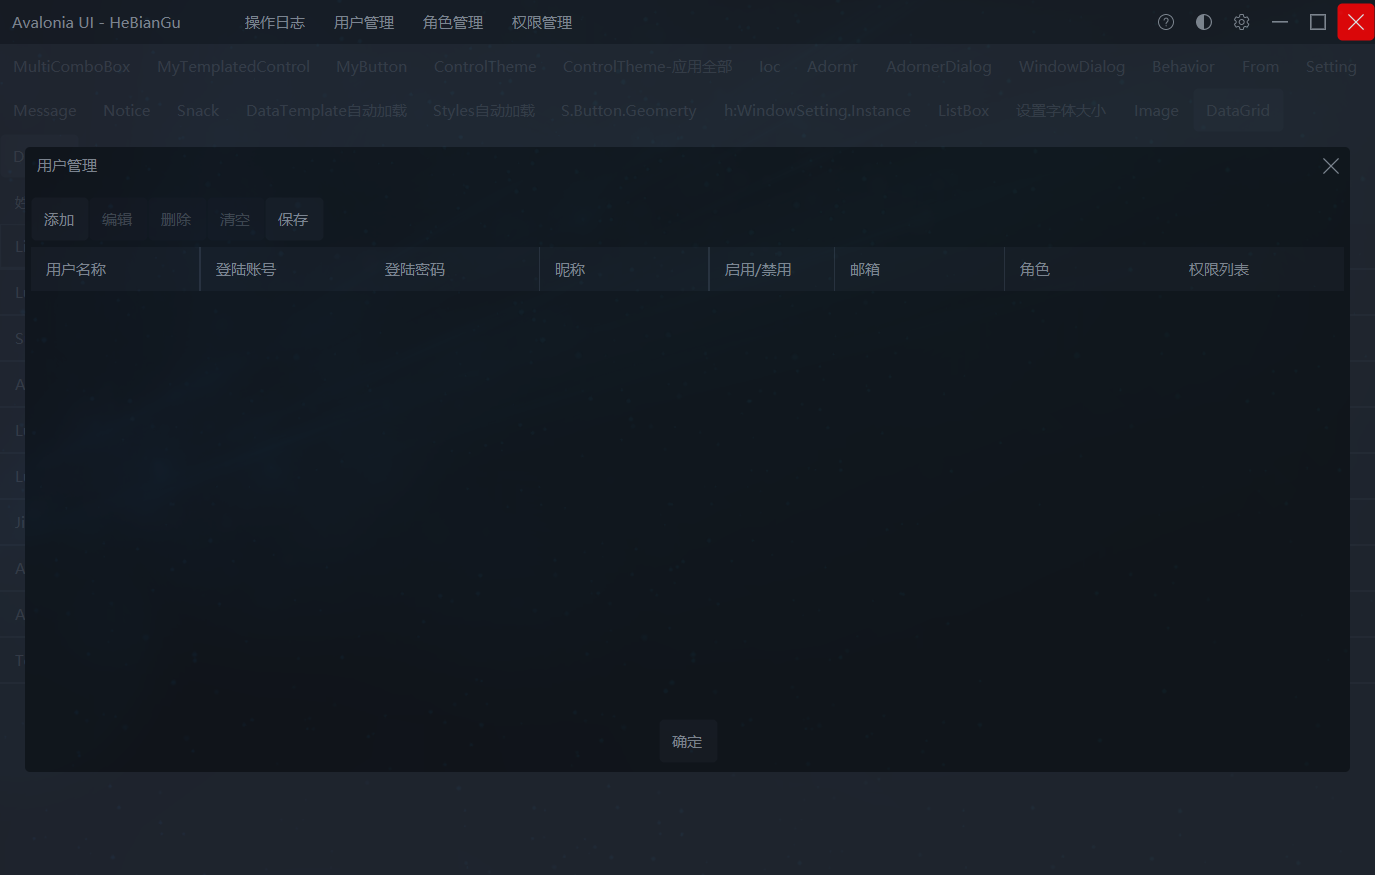 Avalonia UI - HeBianGu 操作日志 用户管理 角色管理 权限管理
MultiComboBox MyTemplatedControl MyButton ControlTheme ControlTheme-应用全部 Ioc Adornr AdornerDialog WindowDialog Behavior From Setting
Message Notice Snack DataTemplate自动加载 Styles自动加载 S.Button.Geomerty h:WindowSetting.Instance ListBox 设置字体大小 Image DataGrid
用户管理
添加 编辑 删除 清空 保存
用户名称 登陆账号 登陆密码 昵称 启用/禁用 邮箱 角色 权限列表
确定